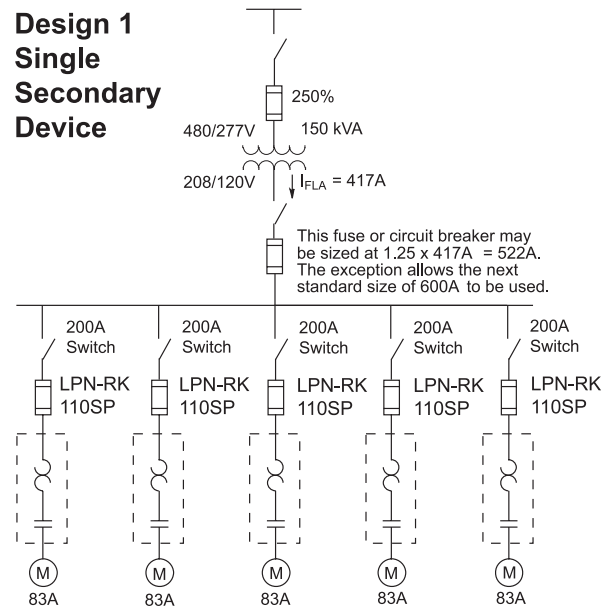 Design 1
Single
Secondary
Device
250%
480/277V 150 kVA
208/120V I_FLA = 417A
This fuse or circuit breaker may
be sized at 1.25 x 417A = 522A.
The exception allows the next
standard size of 600A to be used.
200A
Switch
200A
Switch
200A
Switch
200A
Switch
200A
Switch
LPN-RK
110SP
LPN-RK
110SP
LPN-RK
110SP
LPN-RK
110SP
LPN-RK
110SP
M M M M M
83A 83A 83A 83A 83A